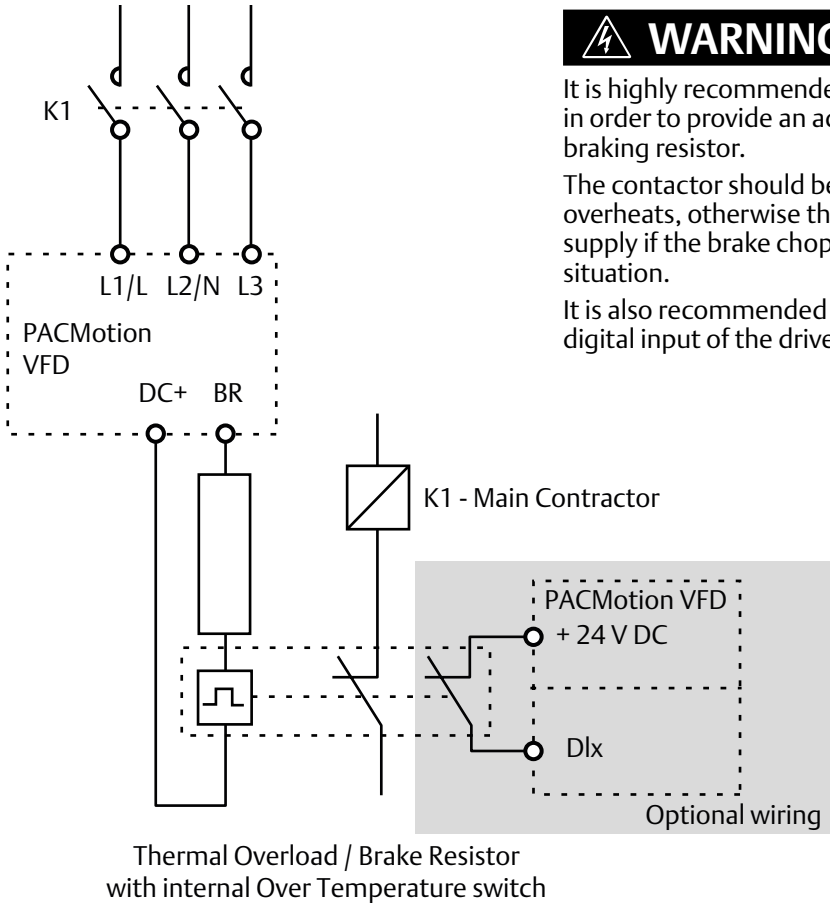 WARNING
It is highly recommende
in order to provide an ad
braking resistor.
The contactor should be
overheats, otherwise th
supply if the brake chop
situation.
It is also recommended
digital input of the drive
K1
L1/L L2/N L3
PACMotion
VFD
DC+ BR
K1 - Main Contractor
PACMotion VFD
+ 24 V DC
Dlx
Optional wiring
Thermal Overload / Brake Resistor
with internal Over Temperature switch